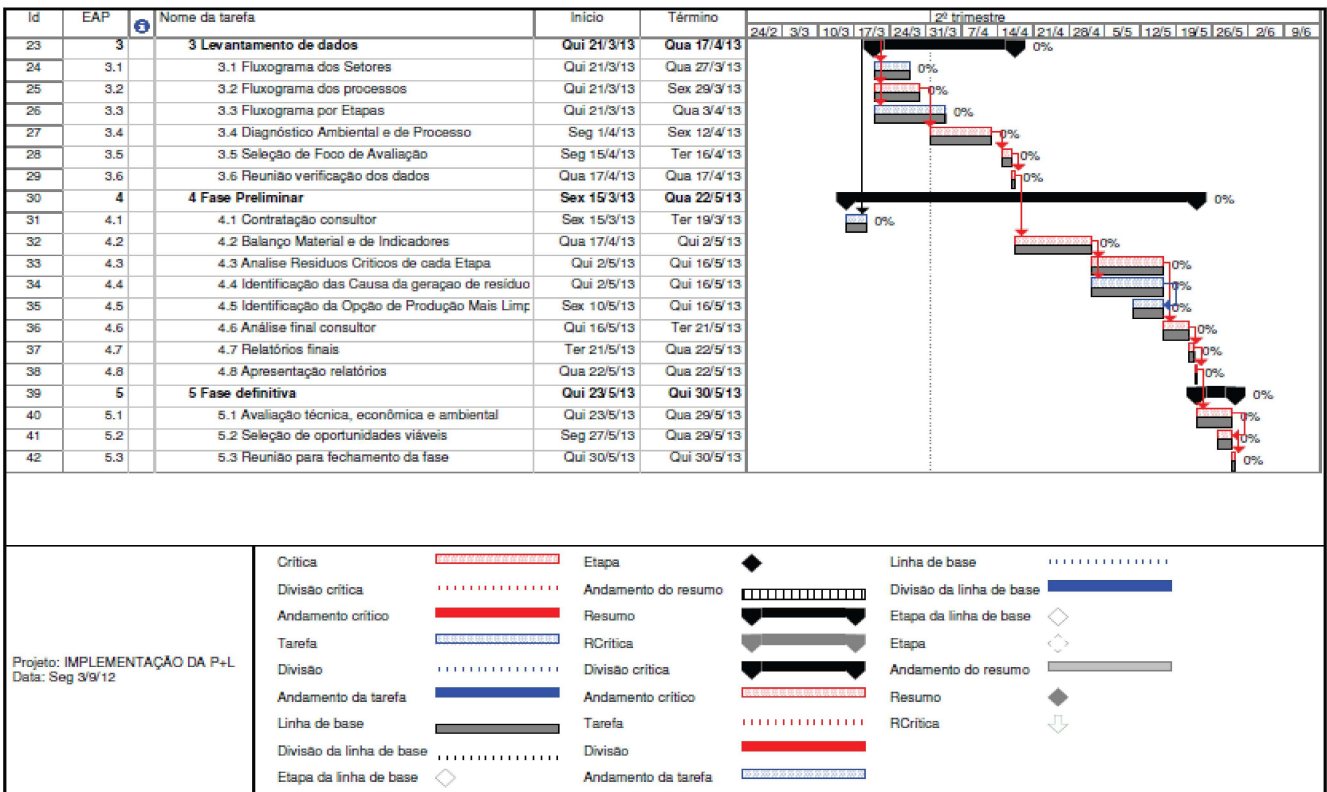 Id EAP Nome da tarefa Início Término 2º trimestre
24/2 3/3 10/3 17/3 24/3 31/3 7/4 14/4 21/4 28/4 5/5 12/5 19/5 26/5 2/6 9/6
23 3 3 Levantamento de dados Qui 21/3/13 Qua 17/4/13 0%
24 3.1 3.1 Fluxograma dos Setores Qui 21/3/13 Qua 27/3/13 0%
25 3.2 3.2 Fluxograma dos processos Qui 21/3/13 Sex 29/3/13 0%
26 3.3 3.3 Fluxograma por Etapas Qui 21/3/13 Qua 3/4/13 0%
27 3.4 3.4 Diagnóstico Ambiental e de Processo Seg 1/4/13 Sex 12/4/13 0%
28 3.5 3.5 Seleção de Foco de Avaliação Seg 15/4/13 Ter 16/4/13 0%
29 3.6 3.6 Reunião verificação dos dados Qua 17/4/13 Qua 17/4/13 0%
30 4 4 Fase Preliminar Sex 15/3/13 Qua 22/5/13 0%
31 4.1 4.1 Contratação consultor Sex 15/3/13 Ter 19/3/13 0%
32 4.2 4.2 Balanço Material e de Indicadores Qua 17/4/13 Qui 2/5/13 0%
33 4.3 4.3 Analise Residuos Criticos de cada Etapa Qui 2/5/13 Qui 16/5/13 0%
34 4.4 4.4 Identificação das Causa da geraçao de resíduo Qui 2/5/13 Qui 16/5/13 0%
35 4.5 4.5 Identificação da Opção de Produção Mais Limp Sex 10/5/13 Qui 16/5/13 0%
36 4.6 4.6 Análise final consultor Qui 16/5/13 Ter 21/5/13 0%
37 4.7 4.7 Relatórios finais Ter 21/5/13 Qua 22/5/13 0%
38 4.8 4.8 Apresentação relatórios Qua 22/5/13 Qua 22/5/13 0%
39 5 5 Fase definitiva Qui 23/5/13 Qui 30/5/13 0%
40 5.1 5.1 Avaliação técnica, econômica e ambiental Qui 23/5/13 Qua 29/5/13 0%
41 5.2 5.2 Seleção de oportunidades viáveis Seg 27/5/13 Qua 29/5/13 0%
42 5.3 5.3 Reunião para fechamento da fase Qui 30/5/13 Qui 30/5/13 0%
Projeto: IMPLEMENTAÇÃO DA P+L
Data: Seg 3/9/12
Crítica
Divisão crítica
Andamento crítico
Tarefa
Divisão
Andamento da tarefa
Linha de base
Divisão da linha de base
Etapa da linha de base
Etapa
Andamento do resumo
Resumo
RCrítica
Divisão crítica
Andamento crítico
Tarefa
Divisão
Andamento da tarefa
Linha de base
Divisão da linha de base
Etapa da linha de base
Etapa
Andamento do resumo
Resumo
RCrítica